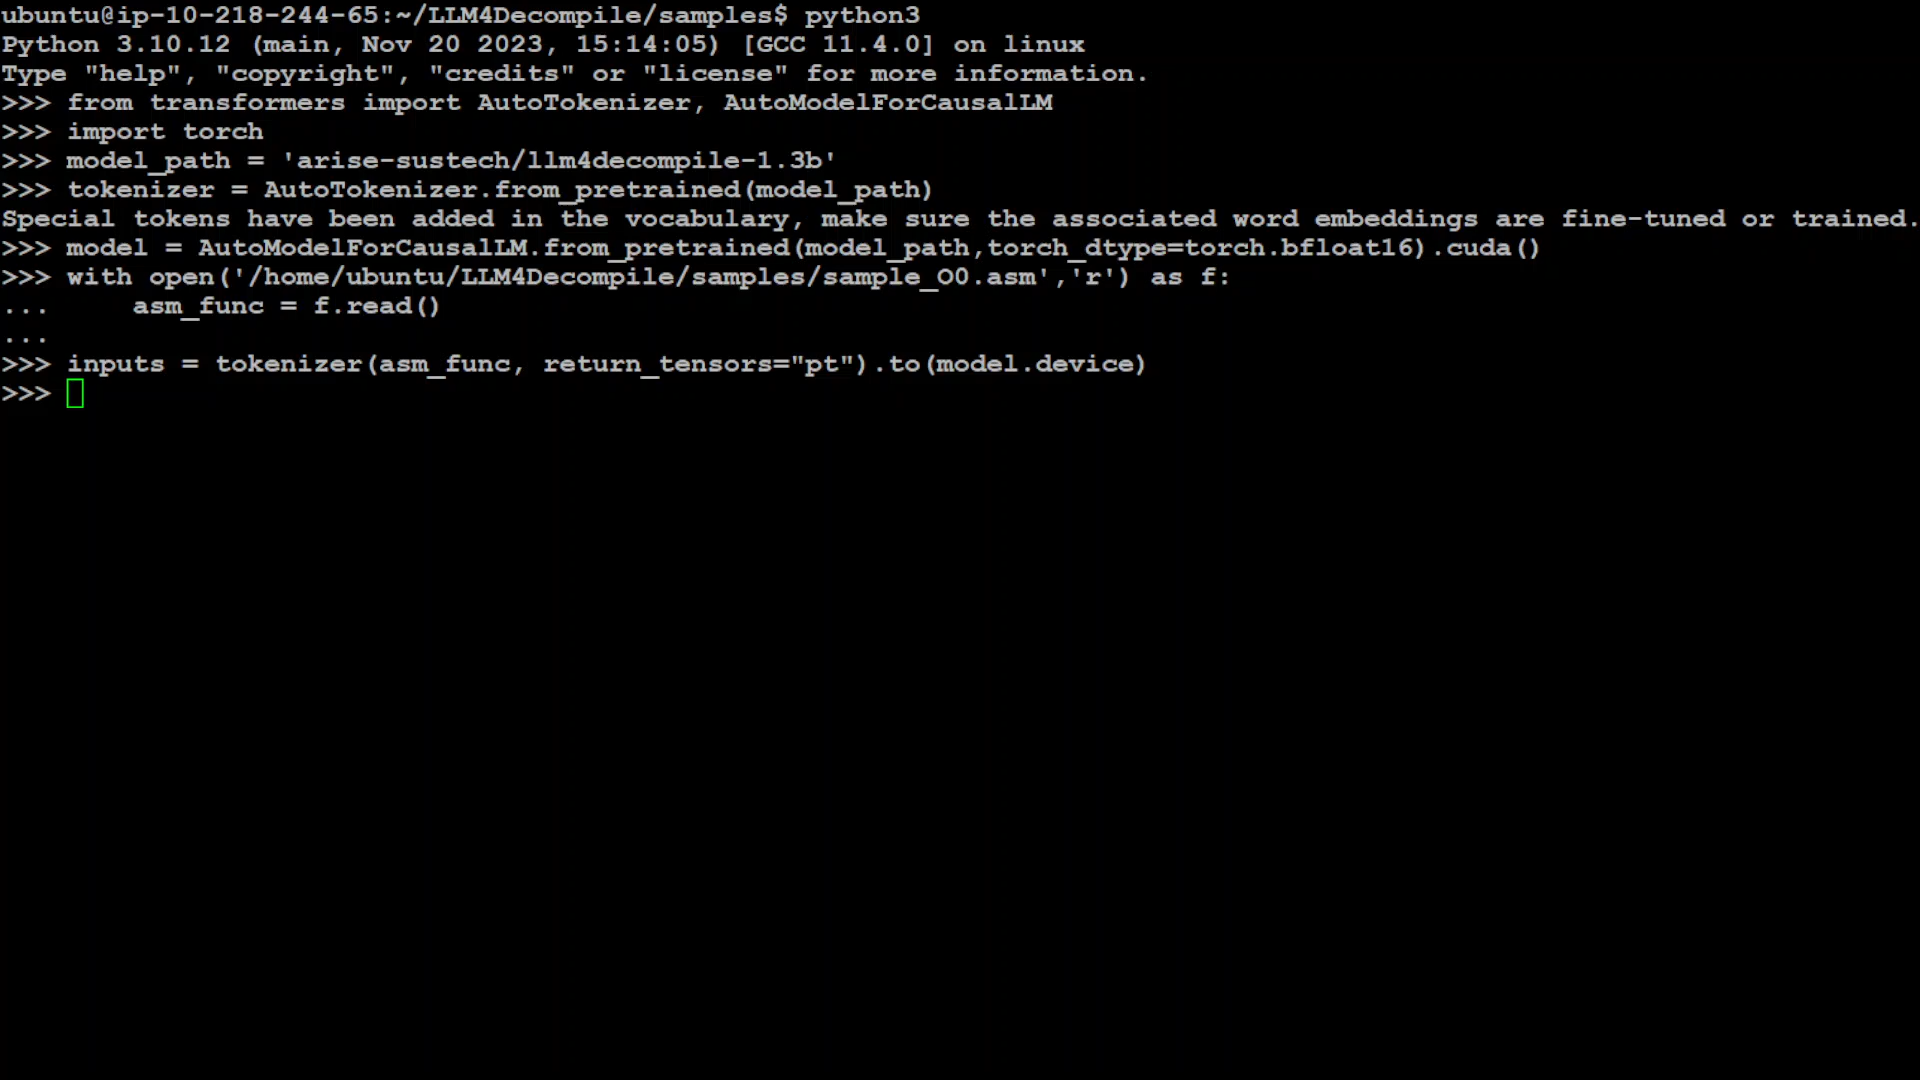 ubuntu@ip-10-218-244-65:~/LLM4Decompile/samples$ python3
Python 3.10.12 (main, Nov 20 2023, 15:14:05) [GCC 11.4.0] on linux
Type "help", "copyright", "credits" or "license" for more information.
>>> from transformers import AutoTokenizer, AutoModelForCausalLM
>>> import torch
>>> model_path = 'arise-sustech/llm4decompile-1.3b'
>>> tokenizer = AutoTokenizer.from_pretrained(model_path)
Special tokens have been added in the vocabulary, make sure the associated word embeddings are fine-tuned or trained.
>>> model = AutoModelForCausalLM.from_pretrained(model_path,torch_dtype=torch.bfloat16).cuda()
>>> with open('/home/ubuntu/LLM4Decompile/samples/sample_O0.asm','r') as f:
...     asm_func = f.read()
...
>>> inputs = tokenizer(asm_func, return_tensors="pt").to(model.device)
>>>